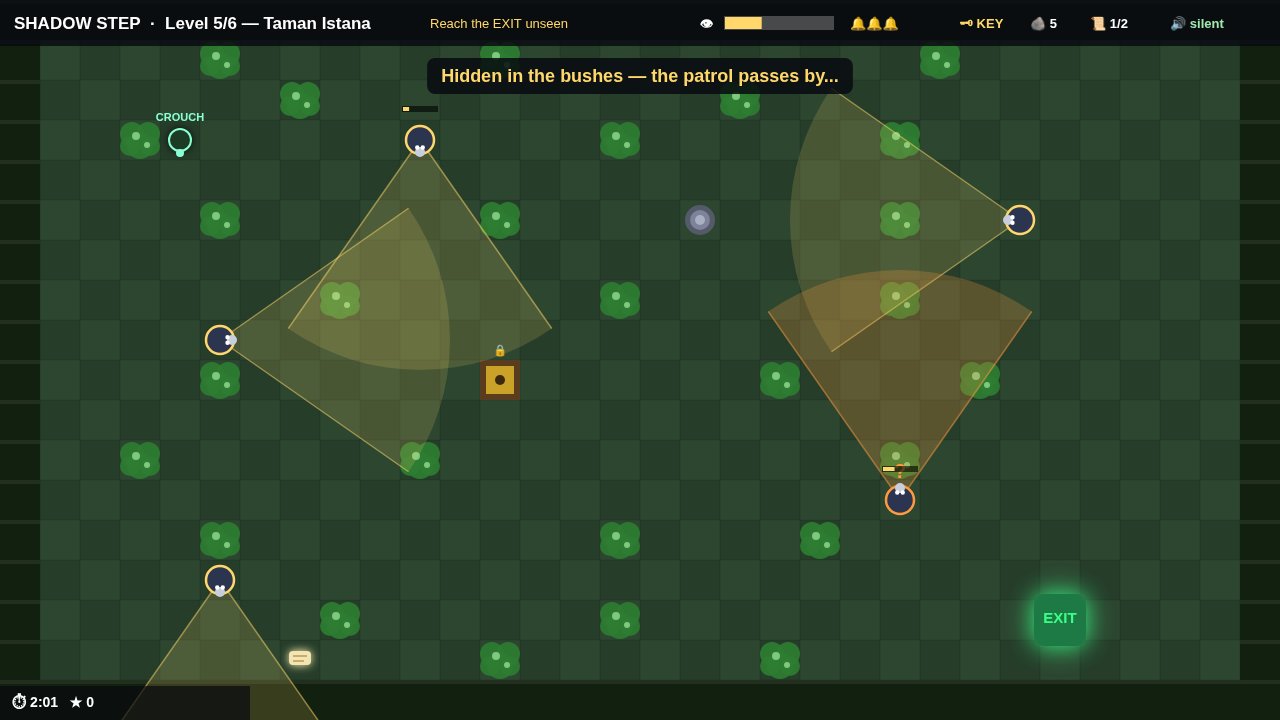 SHADOW STEP · Level 5/6 — Taman Istana
Reach the EXIT unseen
KEY
5
1/2
silent
Hidden in the bushes — the patrol passes by...
CROUCH
?
EXIT
2:01 ★ 0